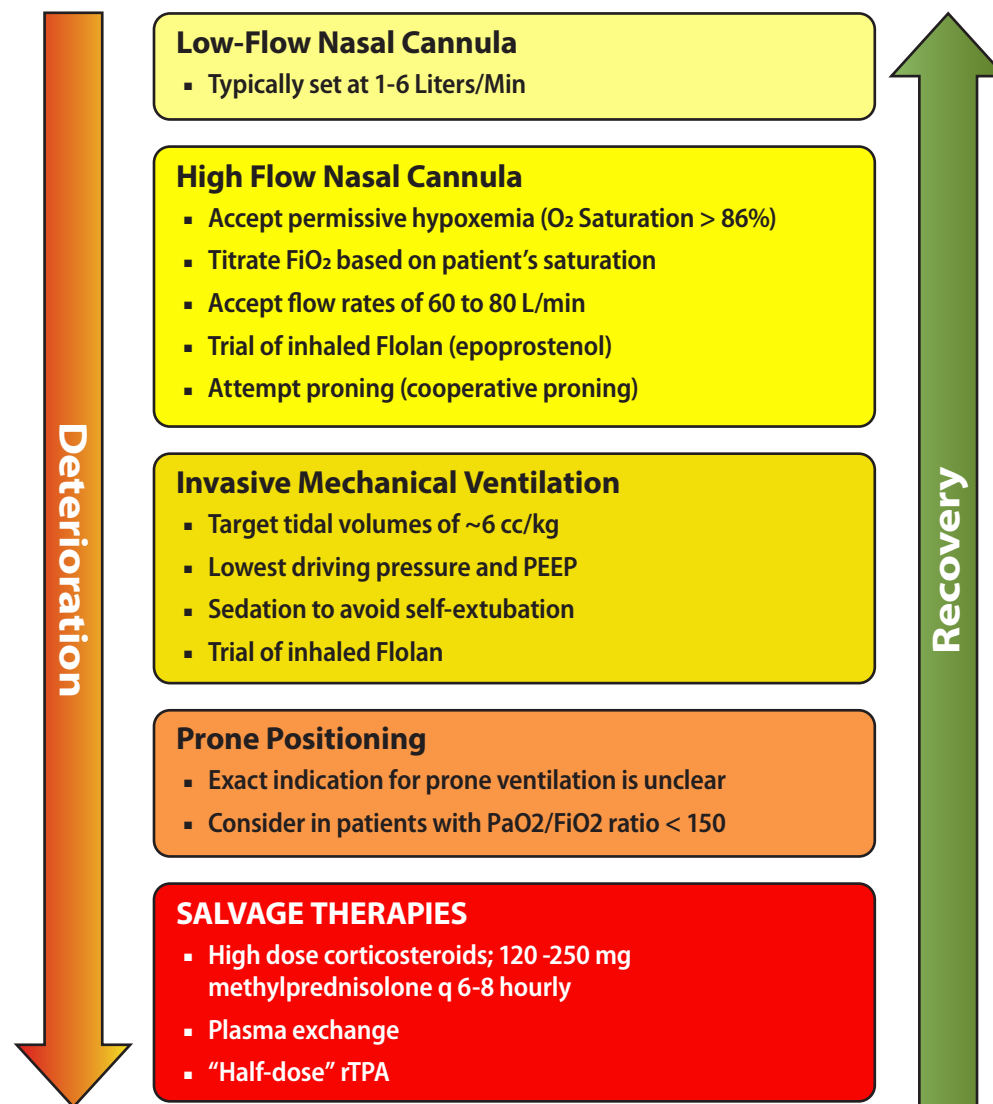 Deterioration
Low-Flow Nasal Cannula
▪ Typically set at 1-6 Liters/Min
High Flow Nasal Cannula
▪ Accept permissive hypoxemia (O₂ Saturation > 86%)
▪ Titrate FiO₂ based on patient’s saturation
▪ Accept flow rates of 60 to 80 L/min
▪ Trial of inhaled Flolan (epoprostenol)
▪ Attempt proning (cooperative proning)
Invasive Mechanical Ventilation
▪ Target tidal volumes of ~6 cc/kg
▪ Lowest driving pressure and PEEP
▪ Sedation to avoid self-extubation
▪ Trial of inhaled Flolan
Prone Positioning
▪ Exact indication for prone ventilation is unclear
▪ Consider in patients with PaO2/FiO2 ratio < 150
SALVAGE THERAPIES
▪ High dose corticosteroids; 120 -250 mg
methylprednisolone q 6-8 hourly
▪ Plasma exchange
▪ “Half-dose” rTPA
Recovery